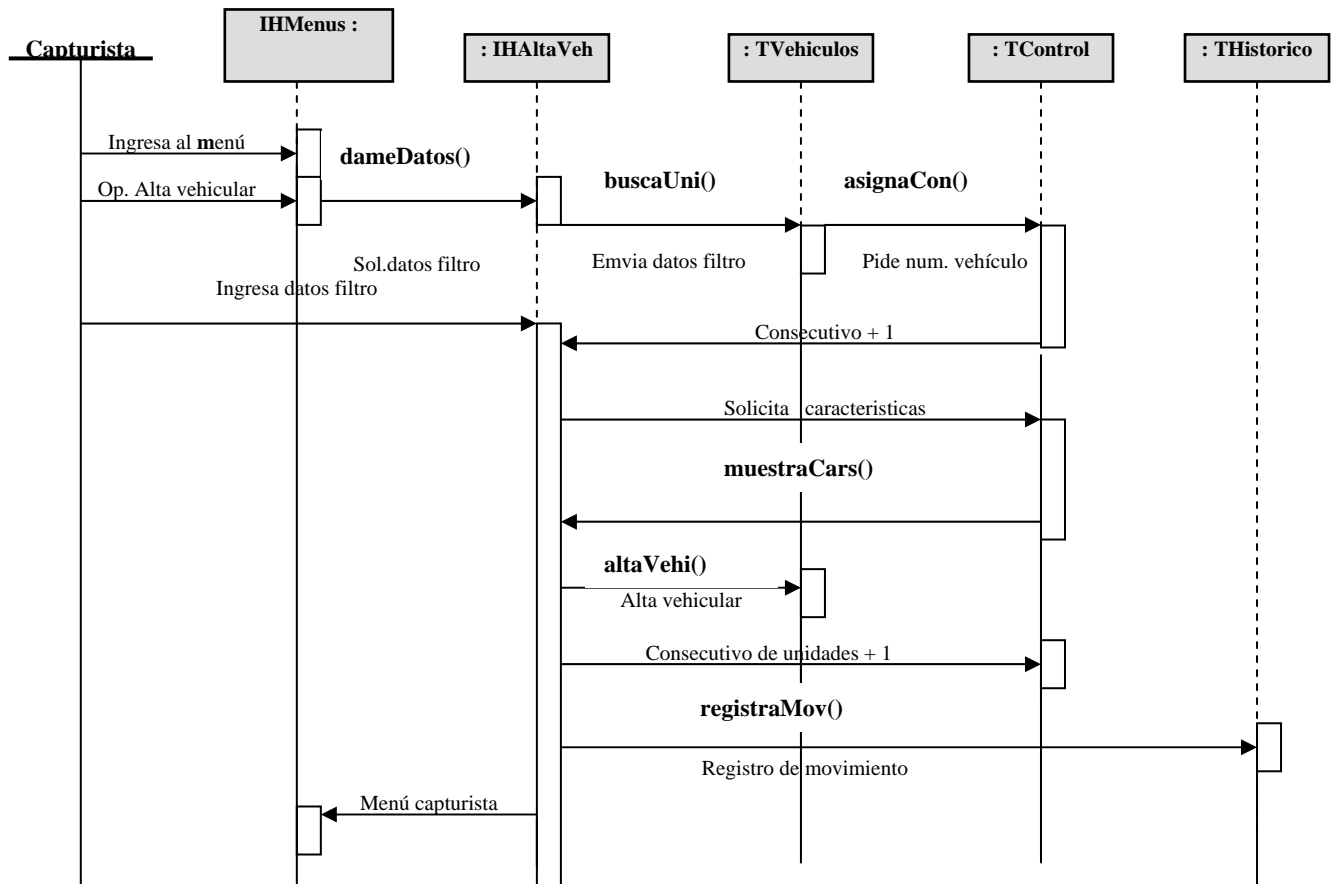 IHMenus :
Capturista
: IHAltaVeh
: TVehiculos
: TControl
: THistorico
Ingresa al menú
dameDatos()
Op. Alta vehicular
buscaUni()
asignaCon()
Sol.datos filtro
Emvia datos filtro
Pide num. vehículo
Ingresa datos filtro
Consecutivo + 1
Solicita caracteristicas
muestraCars()
altaVehi()
Alta vehicular
Consecutivo de unidades + 1
registraMov()
Registro de movimiento
Menú capturista